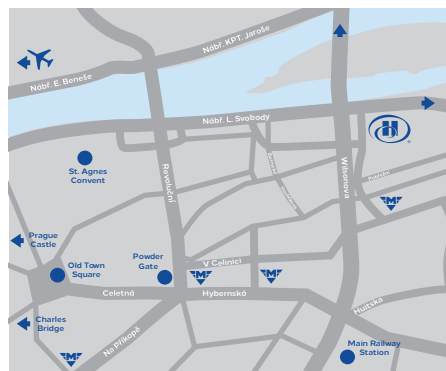 Nábř. KPT. Jaroše
Nábř. E. Beneše
Nábř. L. Svobody
H
St. Agnes
Convent
Revoluční
Wilsonova
Prague
Castle
Old Town
Square
Powder
Gate
V Celnici
Celetná
Hybernská
Charles
Bridge
Na Příkopě
Husitska
Main Railway
Station
M
M
M
M